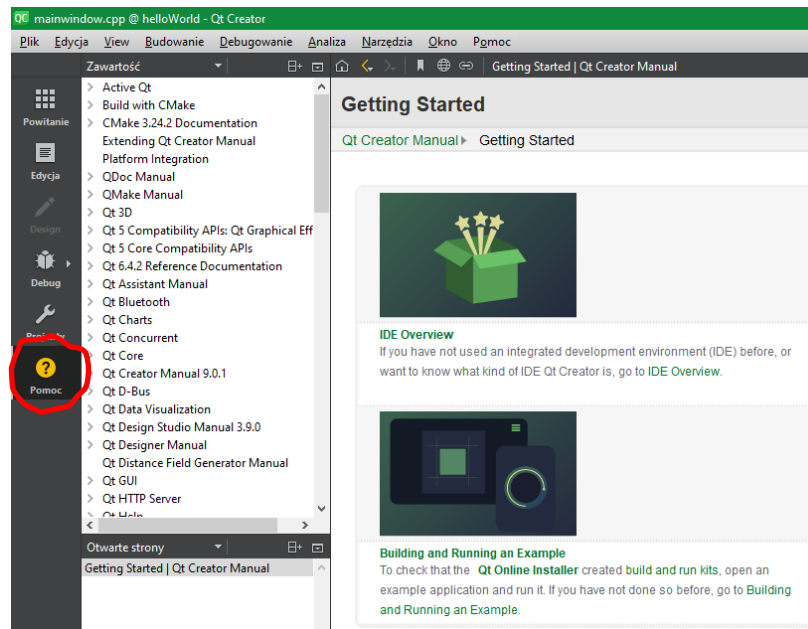 QC mainwindow.cpp @ helloWorld - Qt Creator
Plik Edycja View Budowanie Debugowanie Analiza Narzędzia Okno Pomoc
Zawartość
Getting Started | Qt Creator Manual
Powitanie
Edycja
Design
Debug
Pomoc
Active Qt
Build with CMake
CMake 3.24.2 Documentation
Extending Qt Creator Manual
Platform Integration
QDoc Manual
QMake Manual
Qt 3D
Qt 5 Compatibility APIs: Qt Graphical Eff
Qt 5 Core Compatibility APIs
Qt 6.4.2 Reference Documentation
Qt Assistant Manual
Qt Bluetooth
Qt Charts
Qt Concurrent
Qt Core
Qt Creator Manual 9.0.1
Qt D-Bus
Qt Data Visualization
Qt Design Studio Manual 3.9.0
Qt Designer Manual
Qt Distance Field Generator Manual
Qt GUI
Qt HTTP Server
Qt Help
Otwarte strony
Getting Started | Qt Creator Manual
Getting Started
Qt Creator Manual Getting Started
IDE Overview
If you have not used an integrated development environment (IDE) before, or
want to know what kind of IDE Qt Creator is, go to IDE Overview.
Building and Running an Example
To check that the Qt Online Installer created build and run kits, open an
example application and run it. If you have not done so before, go to Building
and Running an Example.